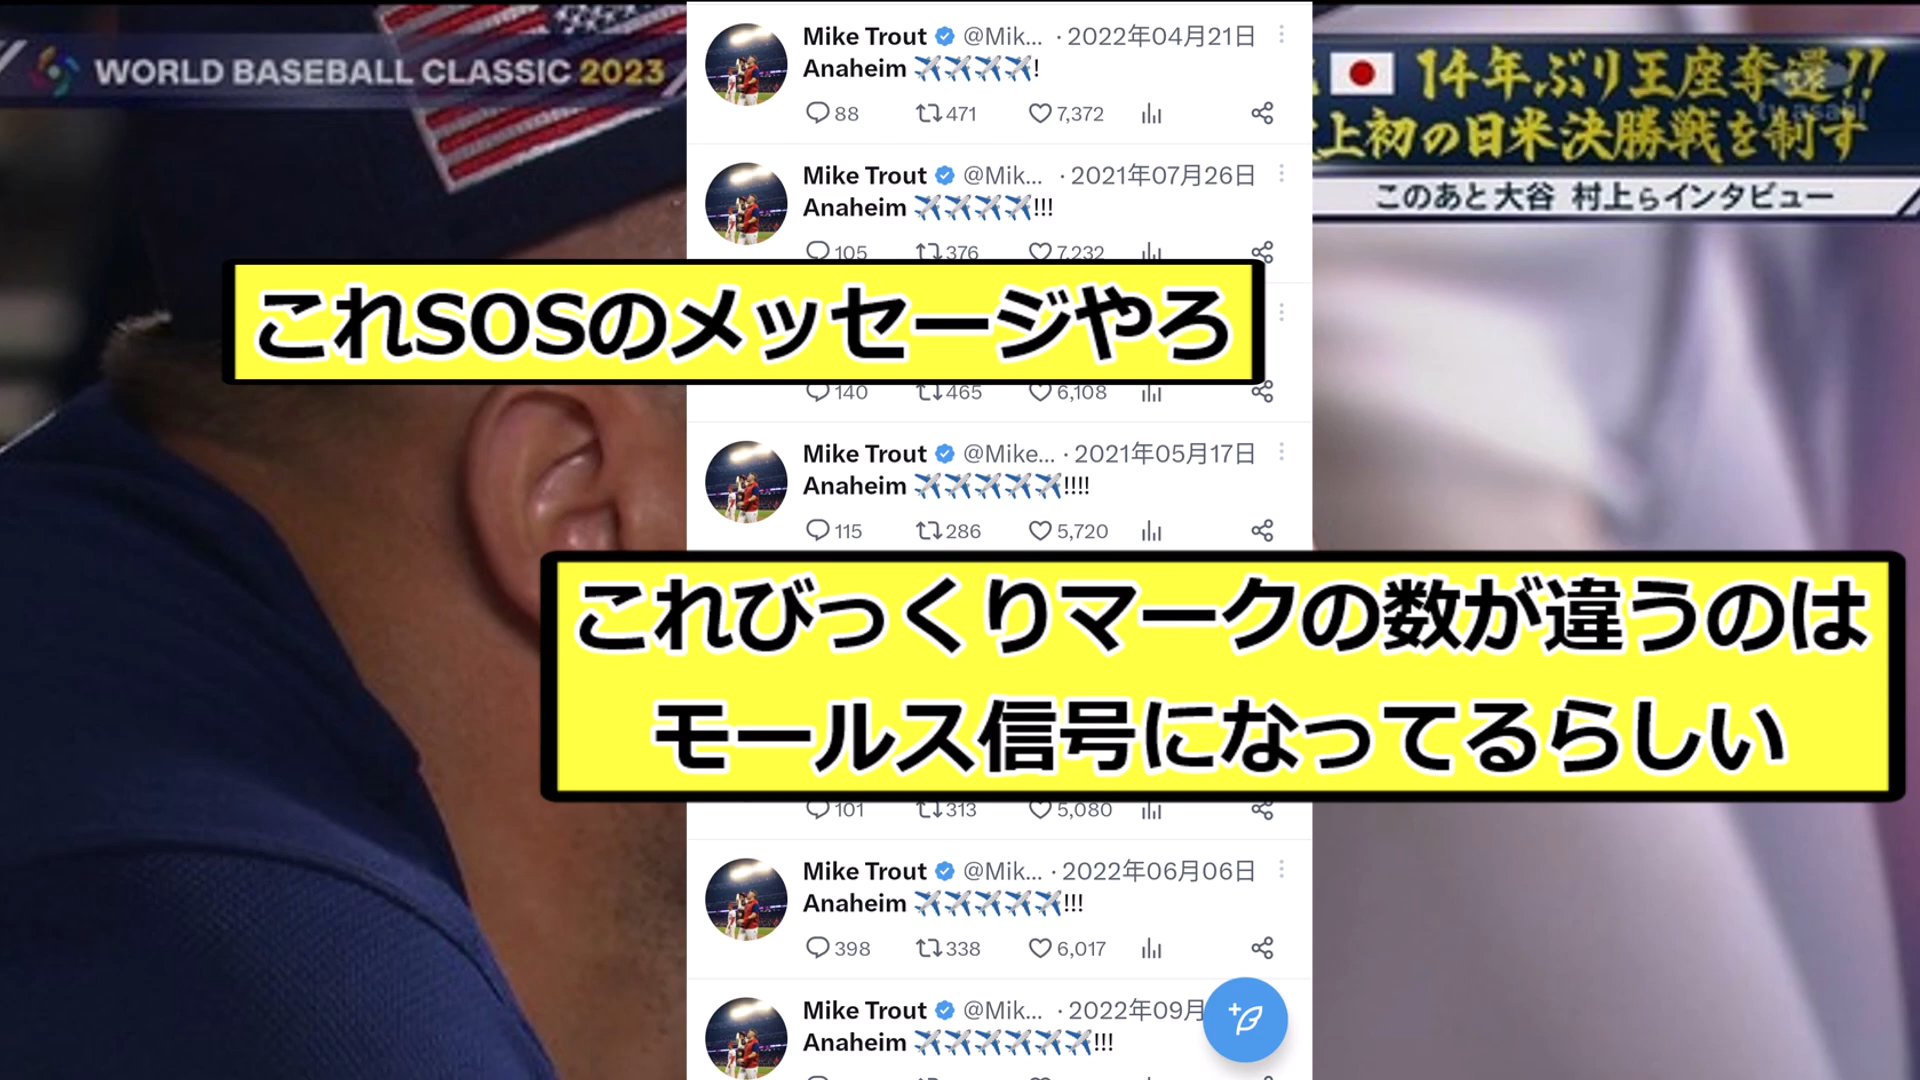 WORLD BASEBALL CLASSIC 2023
14年ぶり王座奪還!!
上初の日米決勝戦を制す
tv asahi
このあと大谷 村上らインタビュー
Mike Trout @Mik... · 2022年04月21日
Anaheim ✈✈✈✈!
88 471 7,372
Mike Trout @Mik... · 2021年07月26日
Anaheim ✈✈✈✈!!!
105 376 7,232
これSOSのメッセージやろ
140 465 6,108
Mike Trout @Mike... · 2021年05月17日
Anaheim ✈✈✈✈✈!!!!
115 286 5,720
これびっくりマークの数が違うのは
モールス信号になってるらしい
101 313 5,080
Mike Trout @Mik... · 2022年06月06日
Anaheim ✈✈✈✈✈!!!
398 338 6,017
Mike Trout @Mik... · 2022年09月
Anaheim ✈✈✈✈✈✈!!!